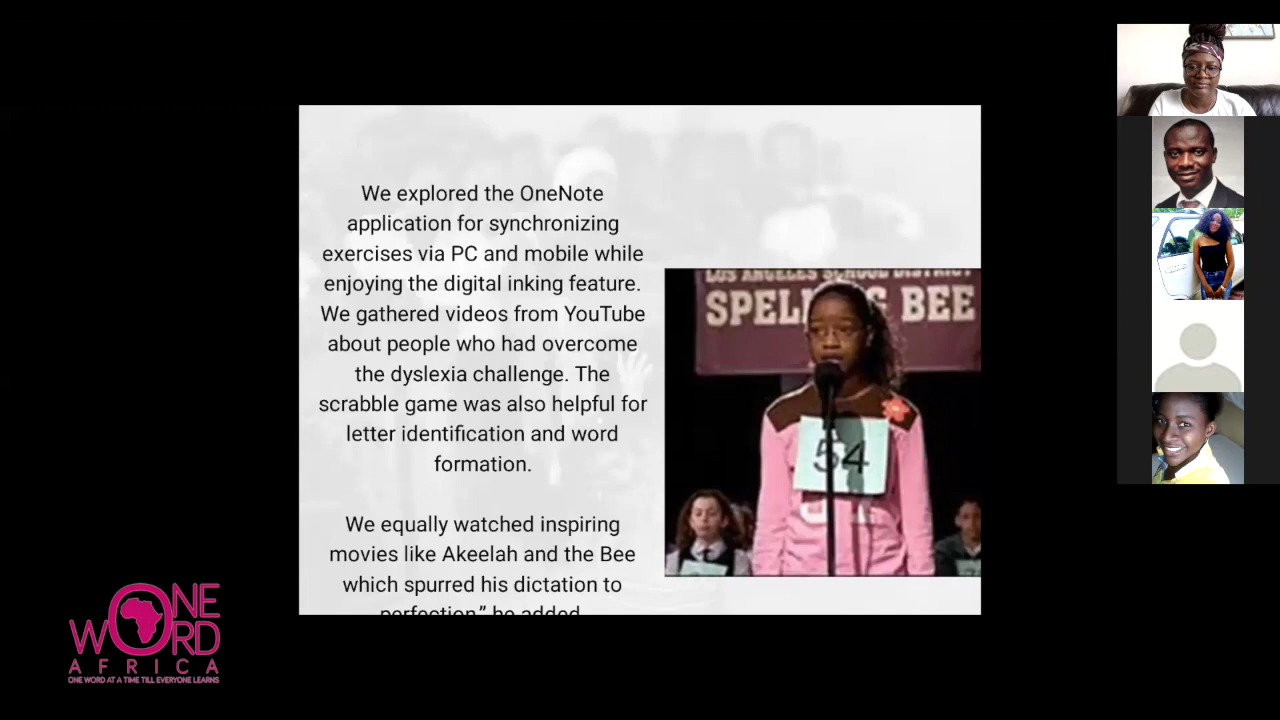 We explored the OneNote
application for synchronizing
exercises via PC and mobile while
enjoying the digital inking feature.
We gathered videos from YouTube
about people who had overcome
the dyslexia challenge. The
scrabble game was also helpful for
letter identification and word
formation.
We equally watched inspiring
movies like Akeelah and the Bee
which spurred his dictation to
perfection” he added
LOS ANGELES SCHOOL DISTRICT
BEE
54
ONE
WORD
AFRICA
ONE WORD AT A TIME TILL EVERYONE LEARNS